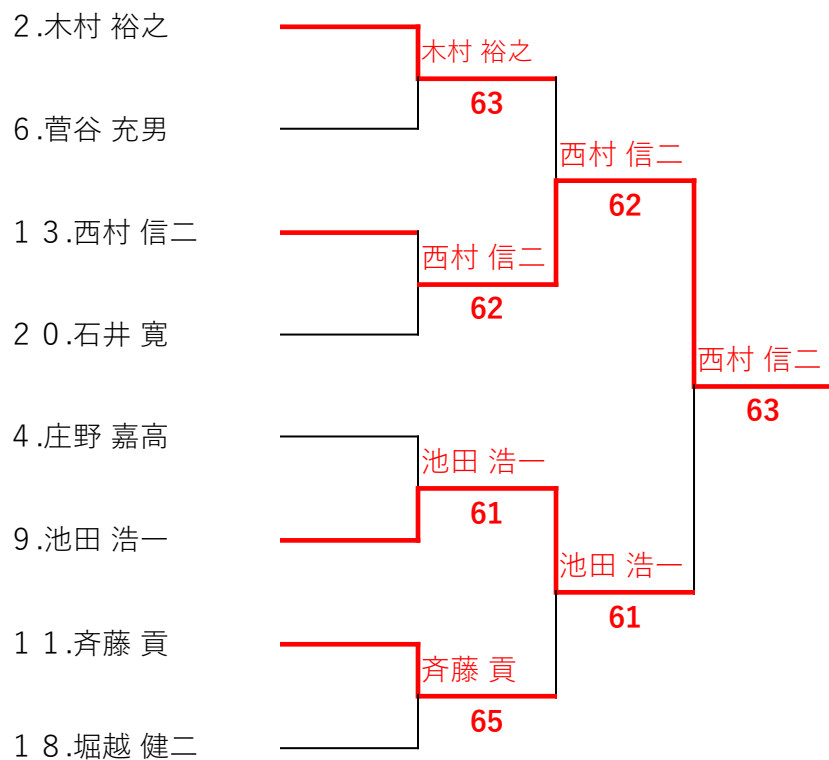 ２.木村 裕之
木村 裕之
63
６.菅谷 充男
西村 信二
62
１３.西村 信二
西村 信二
62
２０.石井 寛
西村 信二
63
４.庄野 嘉高
池田 浩一
61
９.池田 浩一
池田 浩一
61
１１.斉藤 貢
斉藤 貢
65
１８.堀越 健二